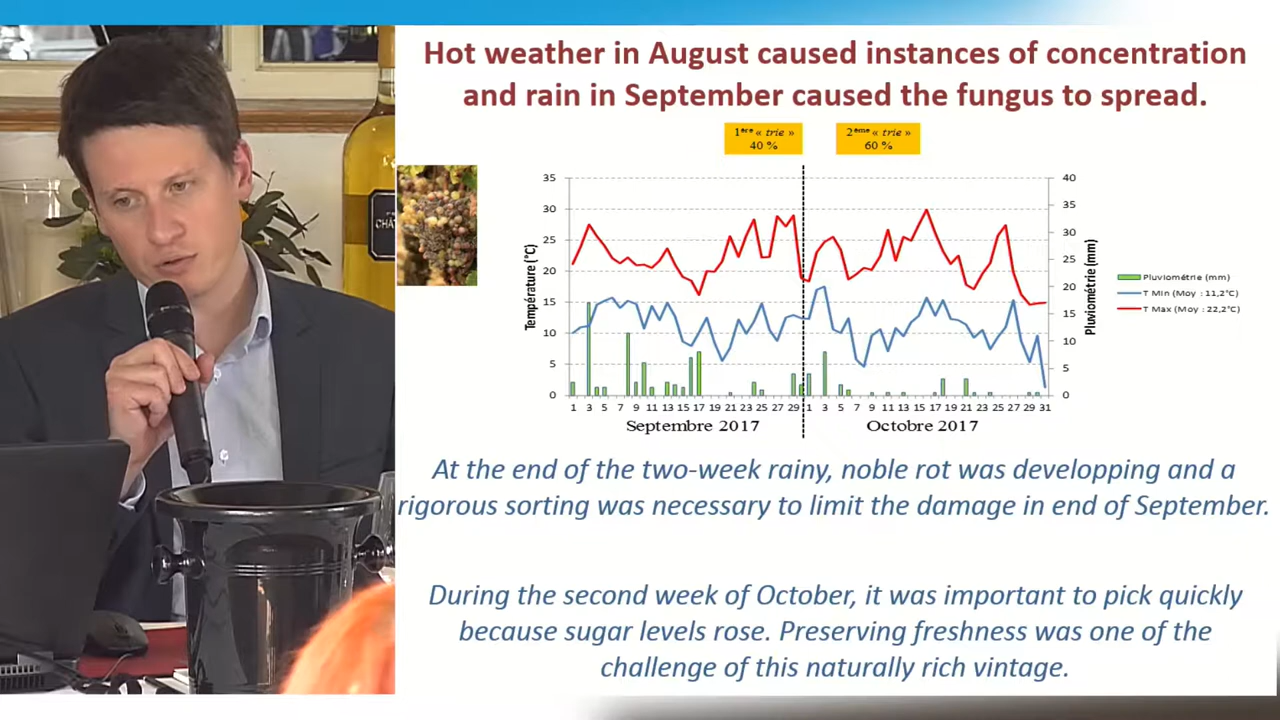 Hot weather in August caused instances of concentration
and rain in September caused the fungus to spread.
1ère « trie »
40 %
2ème « trie »
60 %
35
30
25
20
15
10
5
0
Température (°C)
40
35
30
25
20
15
10
5
0
Pluviométrie (mm)
1 3 5 7 9 11 13 15 17 19 21 23 25 27 29 1 3 5 7 9 11 13 15 17 19 21 23 25 27 29 31
Septembre 2017
Octobre 2017
Pluviométrie (mm)
T Min (Moy : 11,2°C)
T Max (Moy : 22,2°C)
CHÂ
At the end of the two-week rainy, noble rot was developping and a
rigorous sorting was necessary to limit the damage in end of September.
During the second week of October, it was important to pick quickly
because sugar levels rose. Preserving freshness was one of the
challenge of this naturally rich vintage.